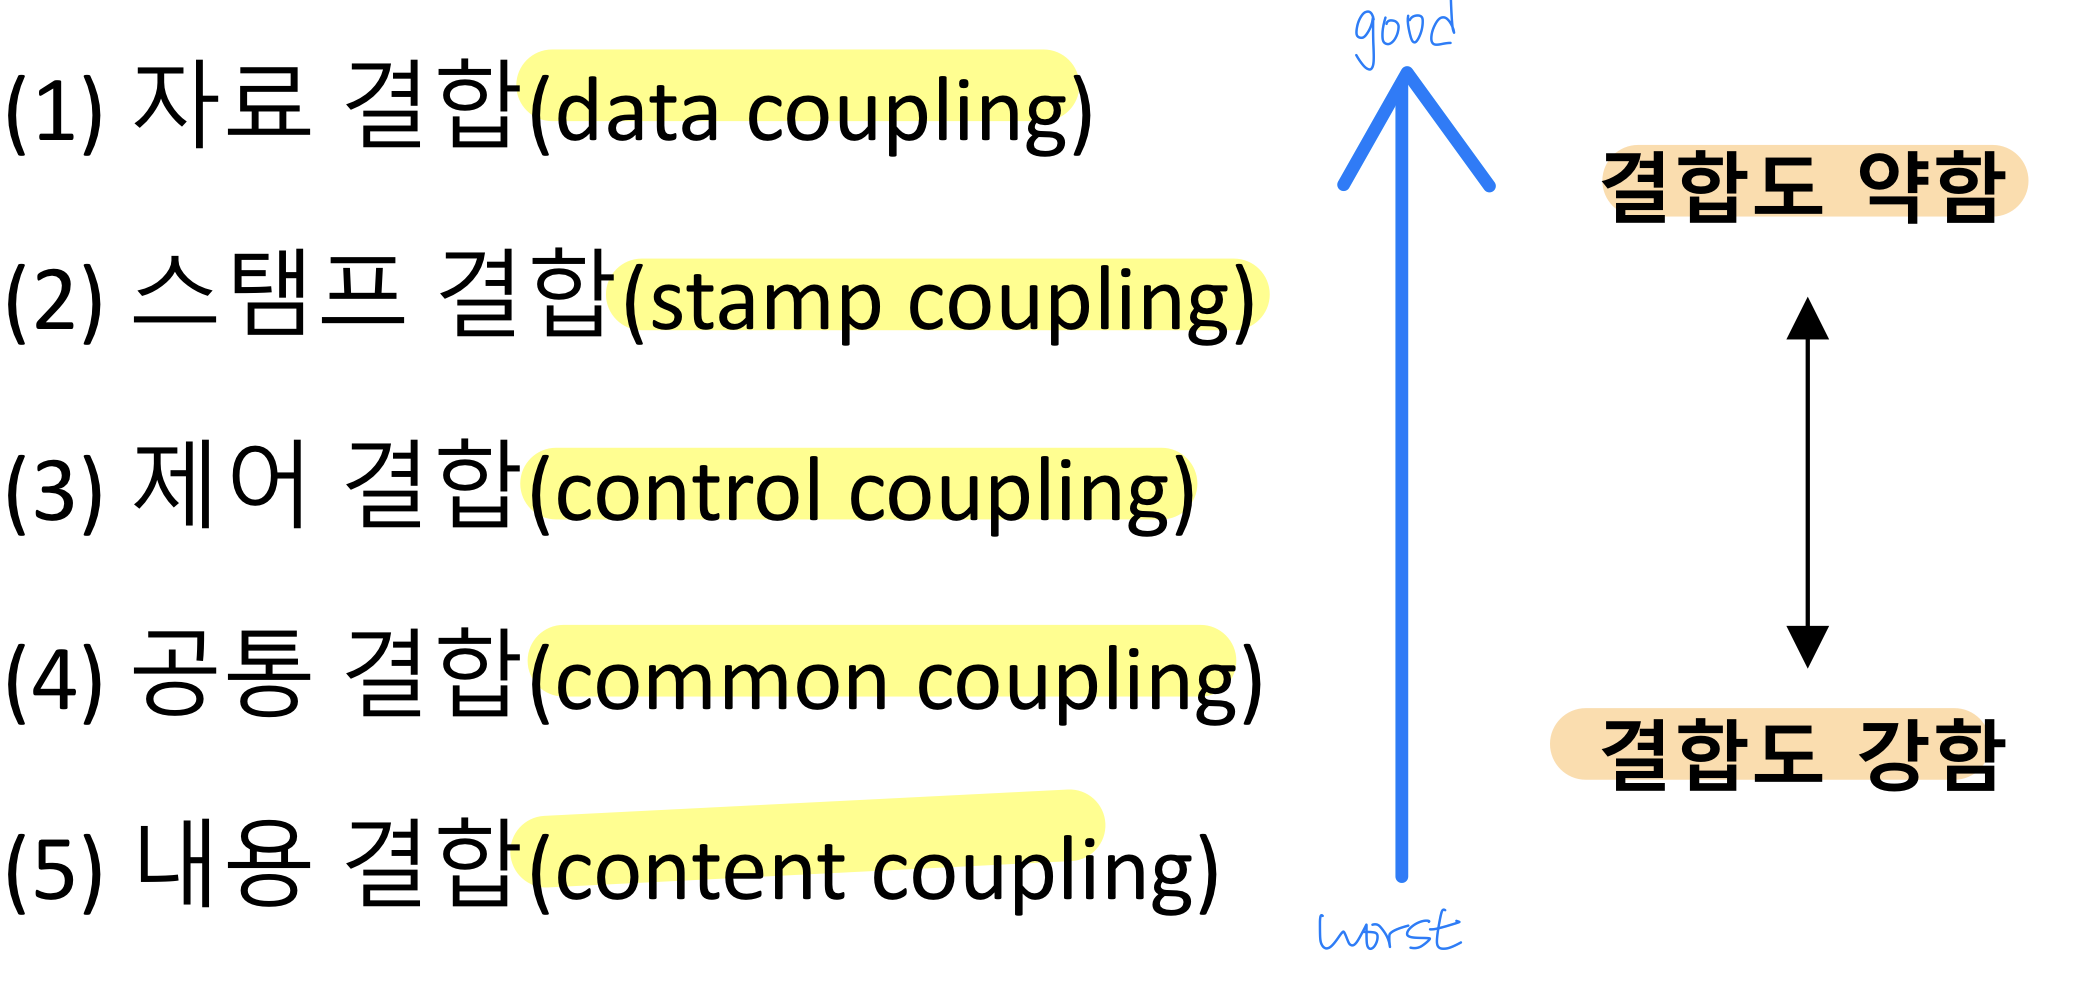 good
(1) 자료 결합(data coupling)
결합도 약함
(2) 스탬프 결합(stamp coupling)
(3) 제어 결합(control coupling)
(4) 공통 결합(common coupling)
결합도 강함
(5) 내용 결합(content coupling)
worst